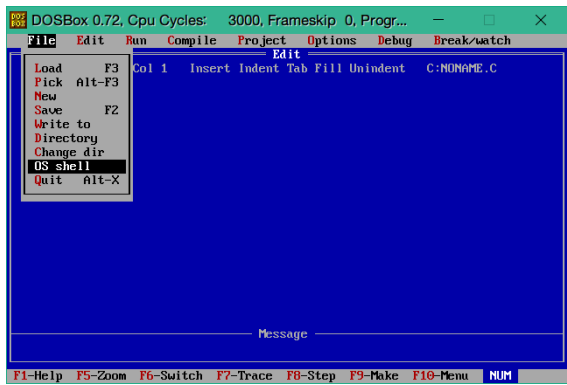 DOSBox 0.72, Cpu Cycles: 3000, Frameskip 0, Progr...
File Edit Run Compile Project Options Debug Break/watch
Edit
Col 1 Insert Indent Tab Fill Unindent C:NONAME.C
Load F3
Pick Alt-F3
New
Save F2
Write to
Directory
Change dir
OS shell
Quit Alt-X
Message
F1-Help F5-Zoom F6-Switch F7-Trace F8-Step F9-Make F10-Menu NUM